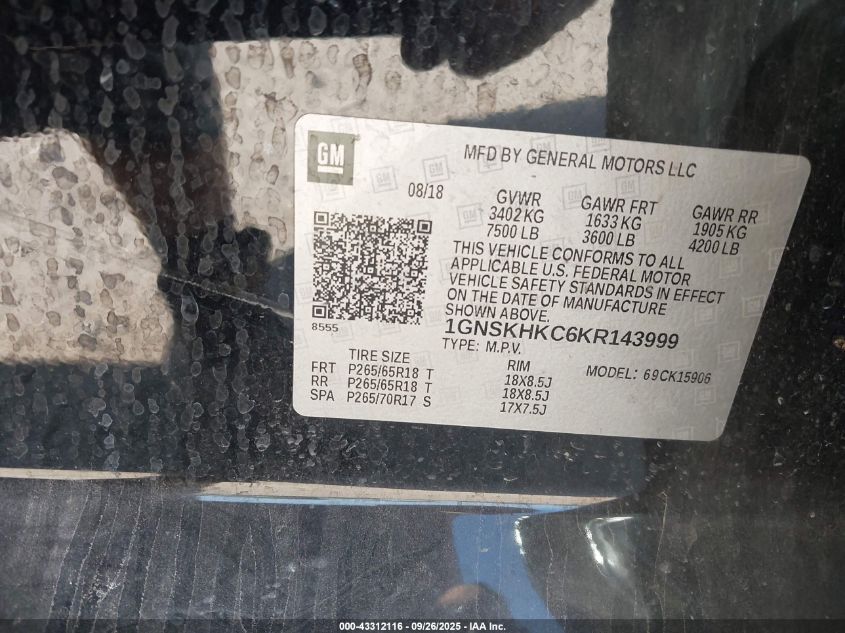 GM
MFD BY GENERAL MOTORS LLC
08/18
GVWR
3402 KG
7500 LB
GAWR FRT
1633 KG
3600 LB
GAWR RR
1905 KG
4200 LB
THIS VEHICLE CONFORMS TO ALL
APPLICABLE U.S. FEDERAL MOTOR
VEHICLE SAFETY STANDARDS IN EFFECT
ON THE DATE OF MANUFACTURE
SHOWN ABOVE.
8555
1GNSKHKC6KR143999
TYPE: M.P.V.
MODEL: 69CK15906
TIRE SIZE
RIM
FRT P265/65R18 T 18X8.5J
RR P265/65R18 T 18X8.5J
SPA P265/70R17 S 17X7.5J
000-43312116 - 09/26/2025 - IAA Inc.